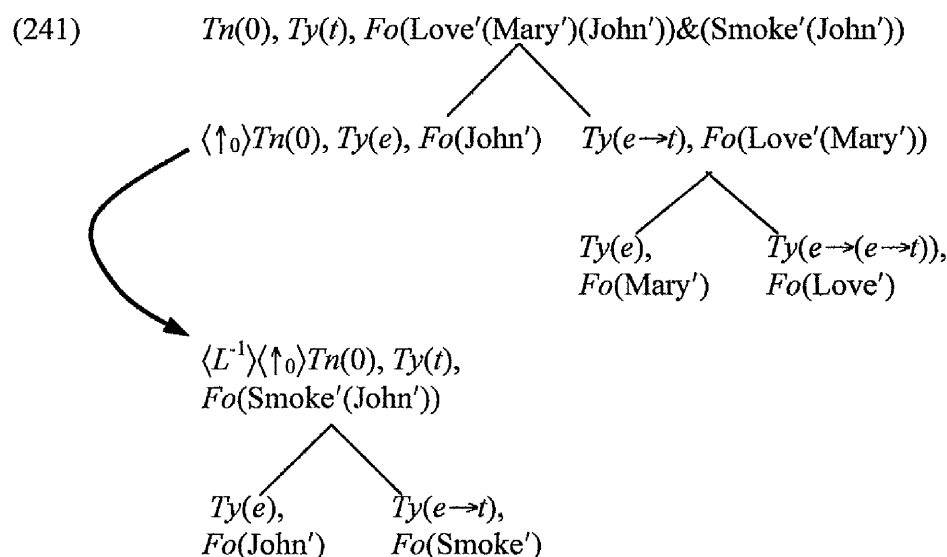 (241) Tn(0), Ty(t), Fo(Love′(Mary′)(John′))&(Smoke′(John′))
⟨↑₀⟩Tn(0), Ty(e), Fo(John′) Ty(e→t), Fo(Love′(Mary′))
Ty(e), Ty(e→(e→t)),
Fo(Mary′) Fo(Love′)
⟨L⁻¹⟩⟨↑₀⟩Tn(0), Ty(t),
Fo(Smoke′(John′))
Ty(e), Ty(e→t),
Fo(John′) Fo(Smoke′)